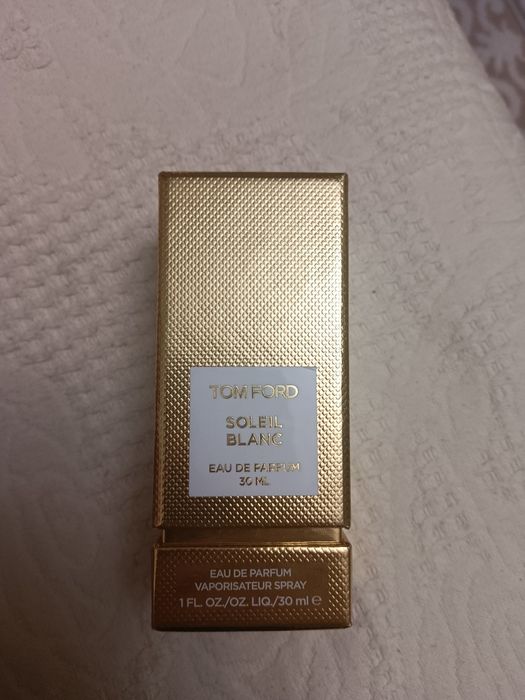 TOM FORD
SOLEIL
BLANC
EAU DE PARFUM
30 ML
EAU DE PARFUM
VAPORISATEUR SPRAY
1 FL. OZ./OZ. LIQ./30 ml ℮